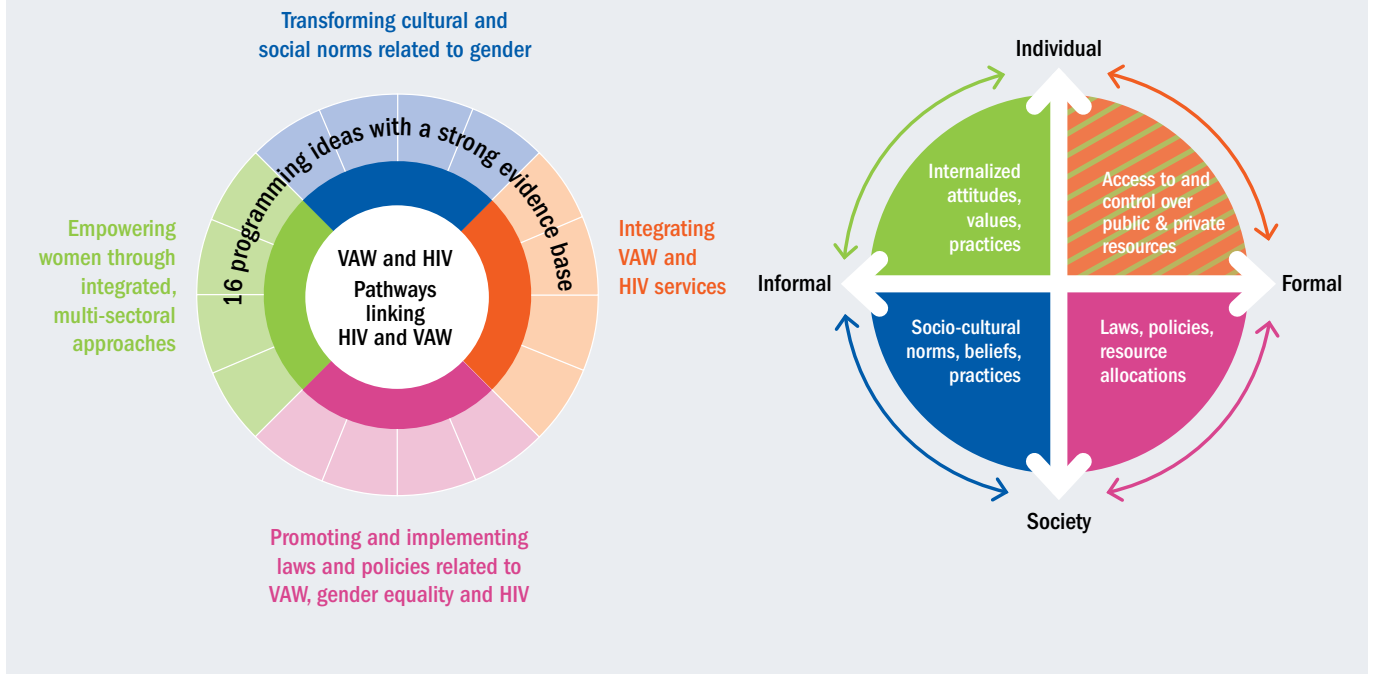 Transforming cultural and
social norms related to gender
16 programming ideas with a strong evidence base
Empowering
women through
integrated,
multi-sectoral
approaches
VAW and HIV
Pathways
linking
HIV and VAW
Integrating
VAW and
HIV services
Promoting and implementing
laws and policies related to
VAW, gender equality and HIV
Individual
Internalized
attitudes,
values,
practices
Access to and
control over
public & private
resources
Informal
Formal
Socio-cultural
norms, beliefs,
practices
Laws, policies,
resource
allocations
Society